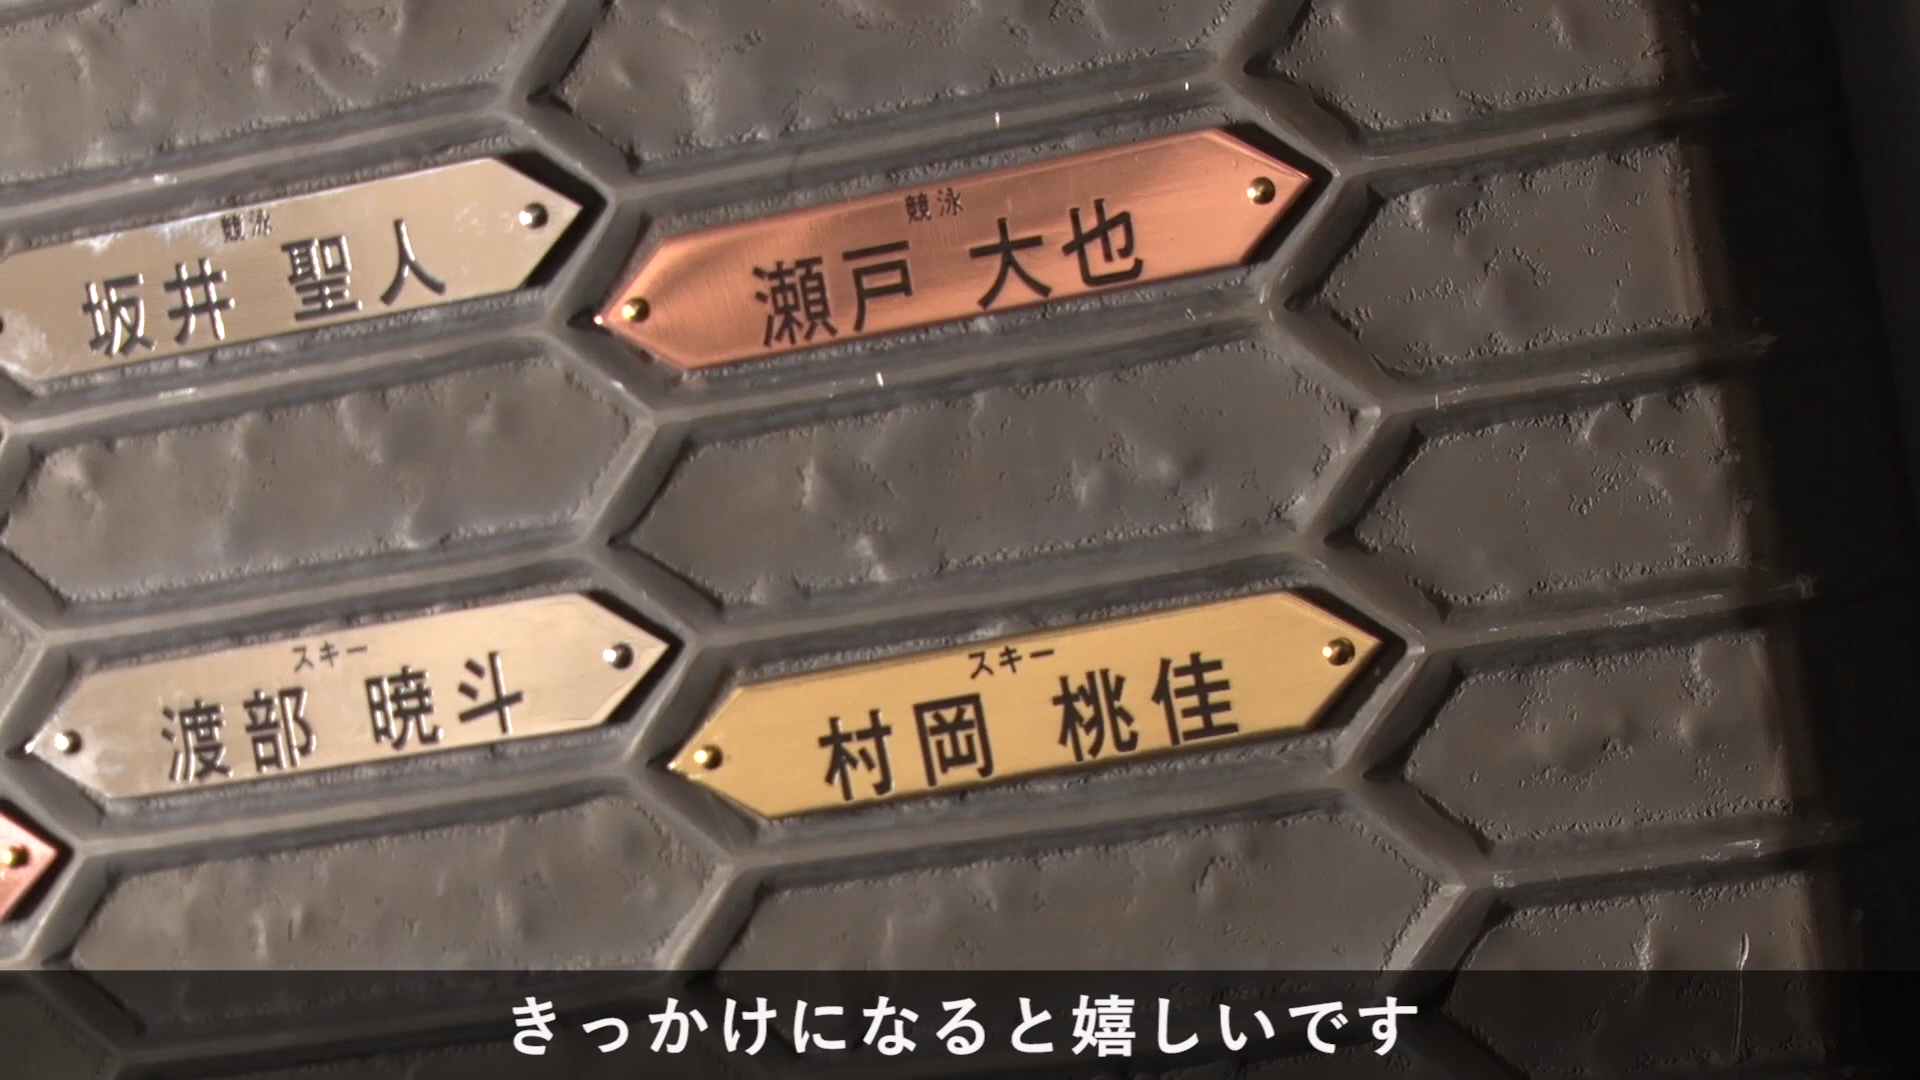 競泳
坂井 聖人
競泳
瀬戸 大也
スキー
渡部 暁斗
スキー
村岡 桃佳
きっかけになると嬉しいです